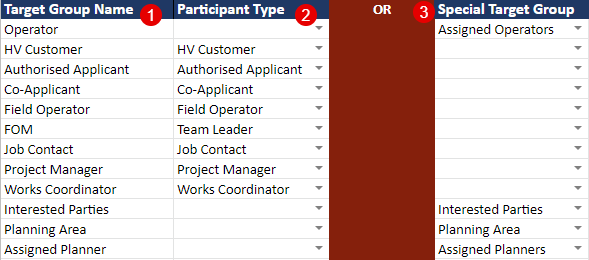 Target Group Name 1 Participant Type 2 OR 3 Special Target Group
Operator Assigned Operators
HV Customer HV Customer
Authorised Applicant Authorised Applicant
Co-Applicant Co-Applicant
Field Operator Field Operator
FOM Team Leader
Job Contact Job Contact
Project Manager Project Manager
Works Coordinator Works Coordinator
Interested Parties Interested Parties
Planning Area Planning Area
Assigned Planner Assigned Planners